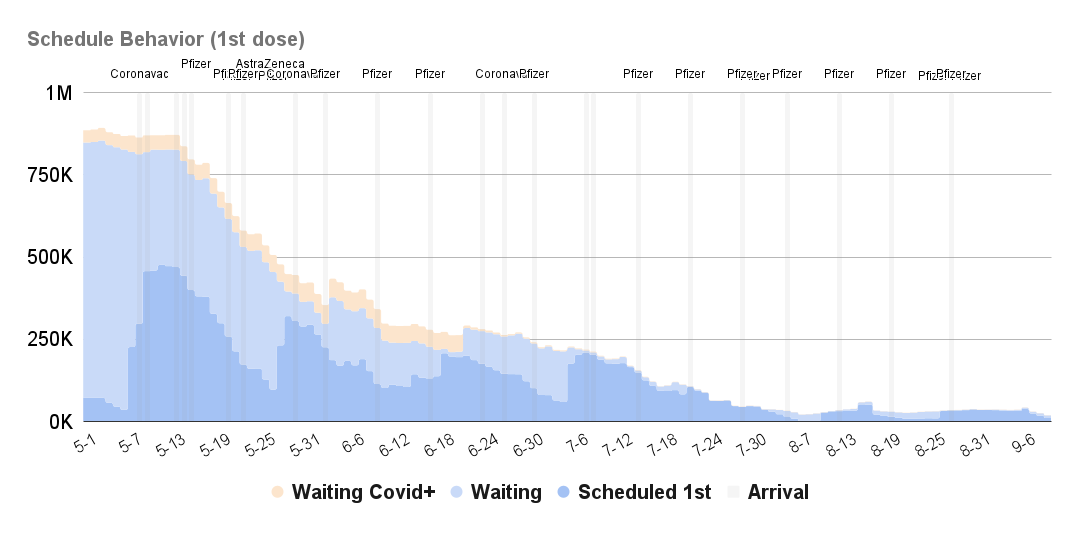 Schedule Behavior (1st dose)
Pfizer AstraZeneca
Coronavac Pfizer Pfizer Pfizer Pfizer Pfizer Pfizer Pfizer Pfizer Pfizer Pfizer Pfizer Pfizer
1M
750K
500K
250K
0K
5-1 5-7 5-13 5-19 5-25 5-31 6-6 6-12 6-18 6-24 6-30 7-6 7-12 7-18 7-24 7-30 8-7 8-13 8-19 8-25 8-31 9-6
Waiting Covid+ Waiting Scheduled 1st Arrival